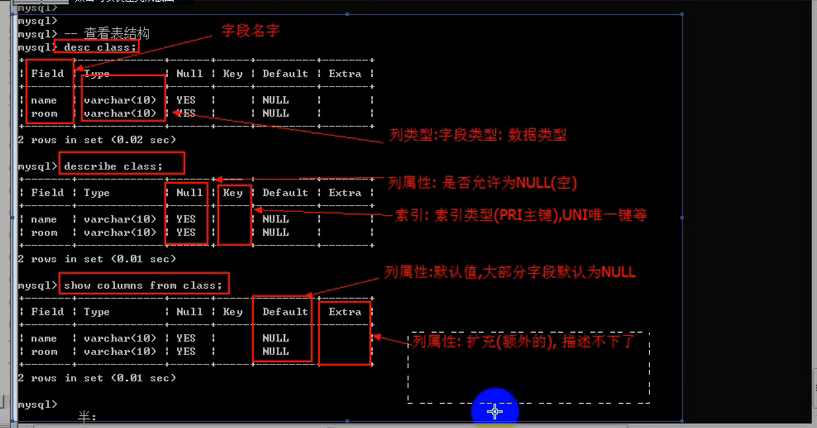 mysql>
mysql>
mysql> -- 查看表结构
mysql> desc class;
字段名字
Field Type Null Key Default Extra
name varchar(10) YES NULL
room varchar(10) YES NULL
列类型:字段类型: 数据类型
2 rows in set (0.02 sec)
mysql> describe class;
列属性: 是否允许为NULL(空)
Field Type Null Key Default Extra
索引: 索引类型(PRI主键),UNI唯一键等
name varchar(10) YES NULL
room varchar(10) YES NULL
2 rows in set (0.01 sec)
列属性:默认值,大部分字段默认为NULL
mysql> show columns from class;
Field Type Null Key Default Extra
name varchar(10) YES NULL
列属性: 扩充(额外的), 描述不下了
room varchar(10) YES NULL
2 rows in set (0.01 sec)
mysql>
半: